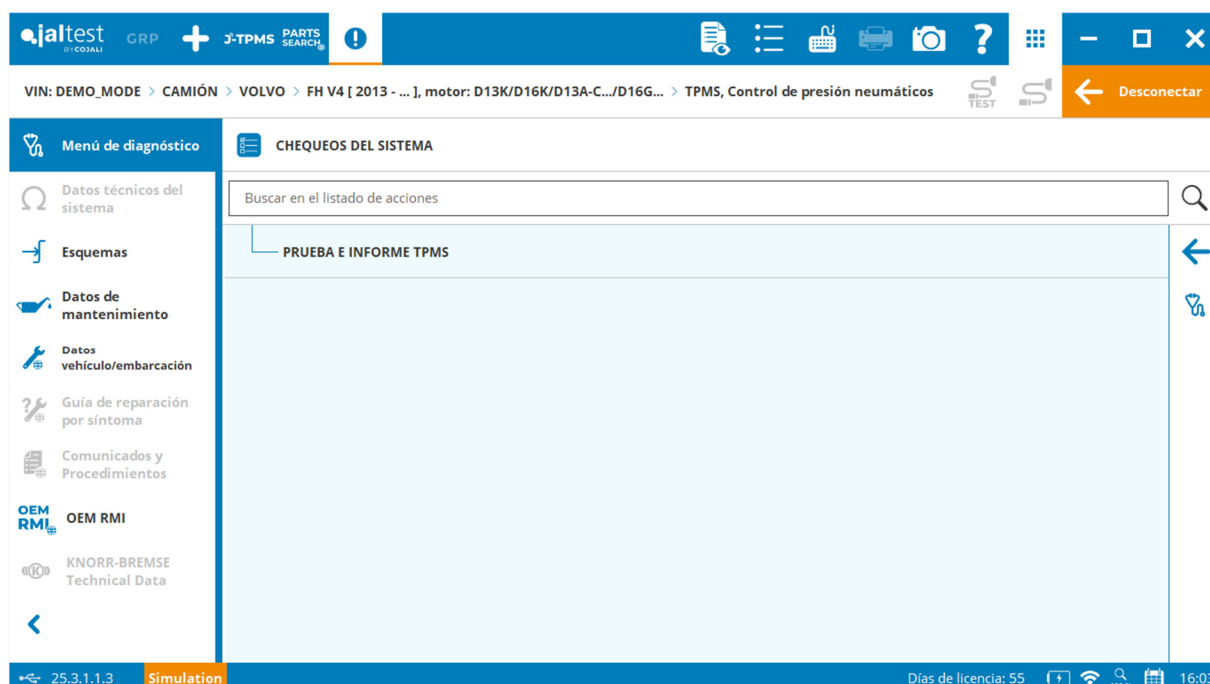 jaltest
BY COJALI
GRP
J-TPMS
PARTS
SEARCH
VIN: DEMO_MODE > CAMIÓN > VOLVO > FH V4 [ 2013 - ... ], motor: D13K/D16K/D13A-C.../D16G... > TPMS, Control de presión neumáticos
TEST
Desconectar
Menú de diagnóstico
CHEQUEOS DEL SISTEMA
Datos técnicos del
sistema
Buscar en el listado de acciones
Esquemas
PRUEBA E INFORME TPMS
Datos de
mantenimiento
Datos
vehículo/embarcación
Guía de reparación
por síntoma
Comunicados y
Procedimientos
OEM
RMI
OEM RMI
KNORR-BREMSE
Technical Data
25.3.1.1.3
Simulation
Días de licencia: 55
16:03